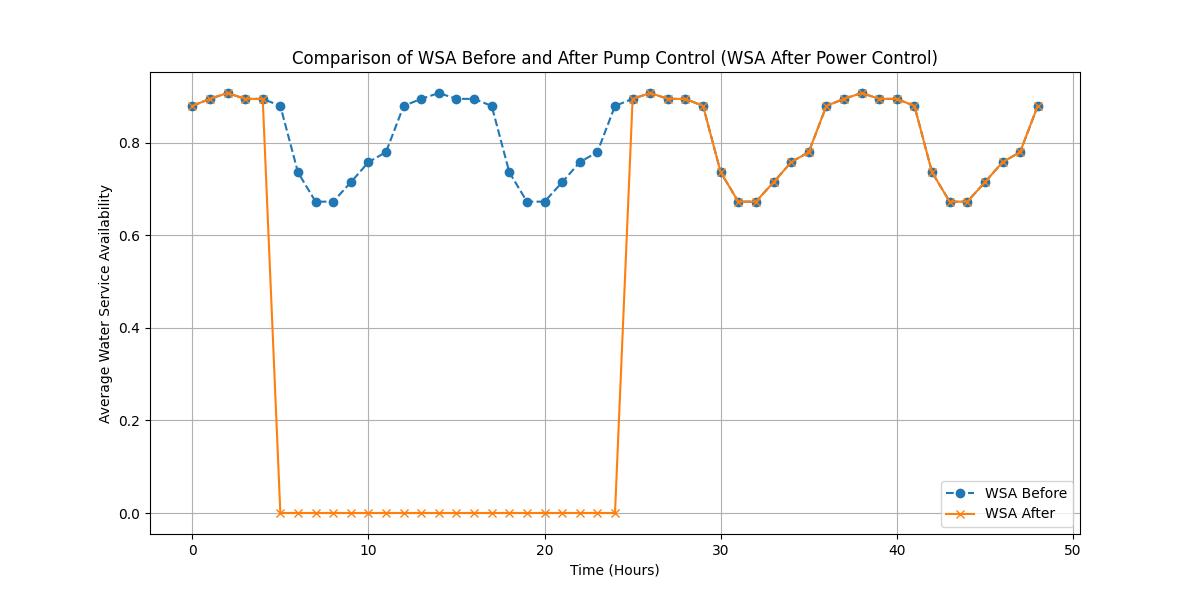 Comparison of WSA Before and After Pump Control (WSA After Power Control)
Average Water Service Availability
0.8
0.6
0.4
0.2
0.0
WSA Before
WSA After
0 10 20 30 40 50
Time (Hours)